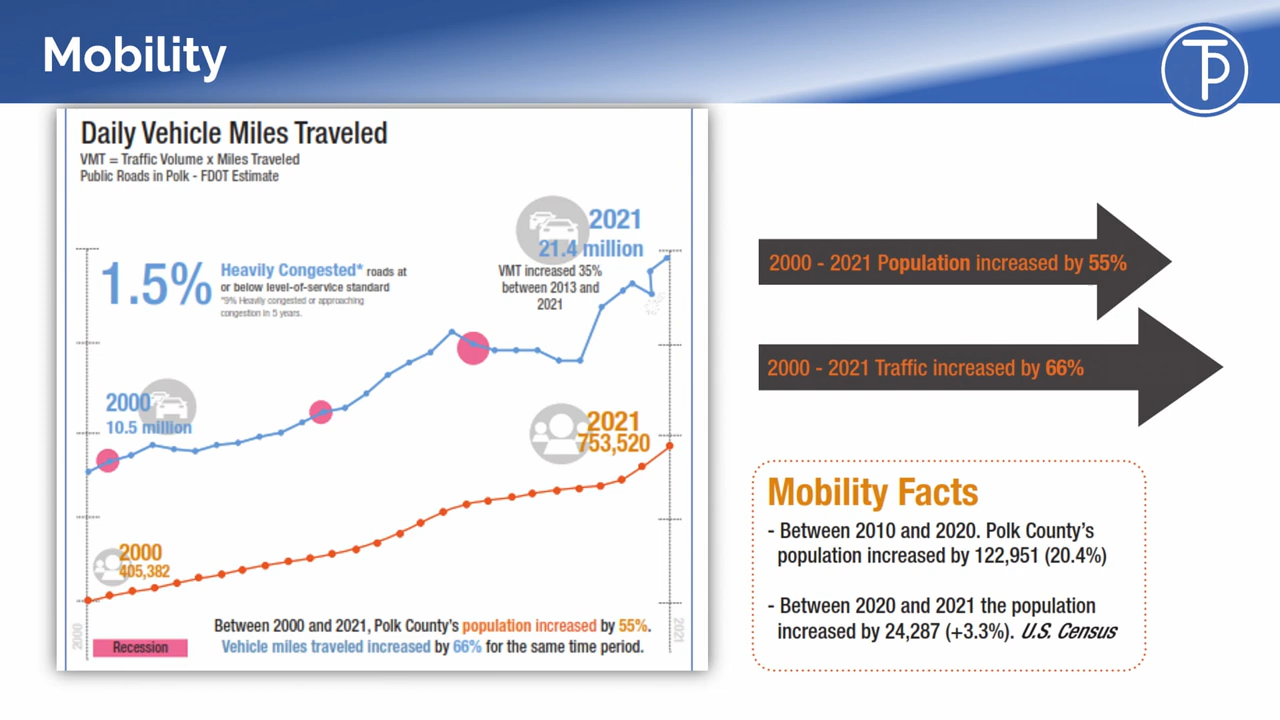 Mobility
TP
Daily Vehicle Miles Traveled
VMT = Traffic Volume x Miles Traveled
Public Roads in Polk - FDOT Estimate
2021
21.4 million
VMT increased 35%
between 2013 and
2021
1.5%
Heavily Congested* roads at
or below level-of-service standard
*9% Heavily congested or approaching
congestion in 5 years.
2000
10.5 million
2021
753,520
2000
405,382
2000
2021
Recession
Between 2000 and 2021, Polk County's population increased by 55%.
Vehicle miles traveled increased by 66% for the same time period.
2000 - 2021 Population increased by 55%
2000 - 2021 Traffic increased by 66%
Mobility Facts
- Between 2010 and 2020. Polk County's
population increased by 122,951 (20.4%)
- Between 2020 and 2021 the population
increased by 24,287 (+3.3%). U.S. Census